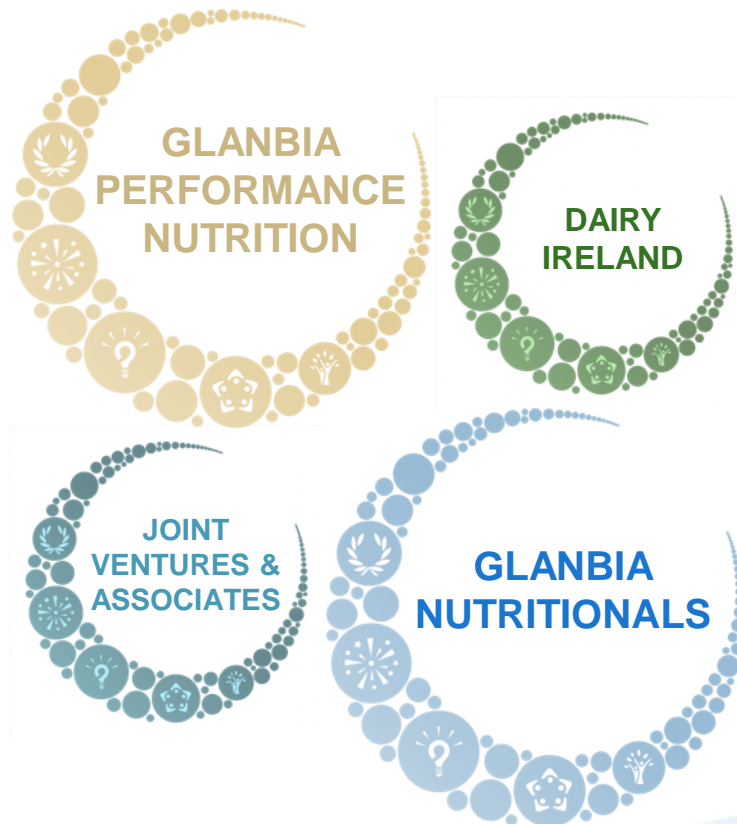 GLANBIA
PERFORMANCE
NUTRITION
DAIRY
IRELAND
JOINT
VENTURES &
ASSOCIATES
GLANBIA
NUTRITIONALS